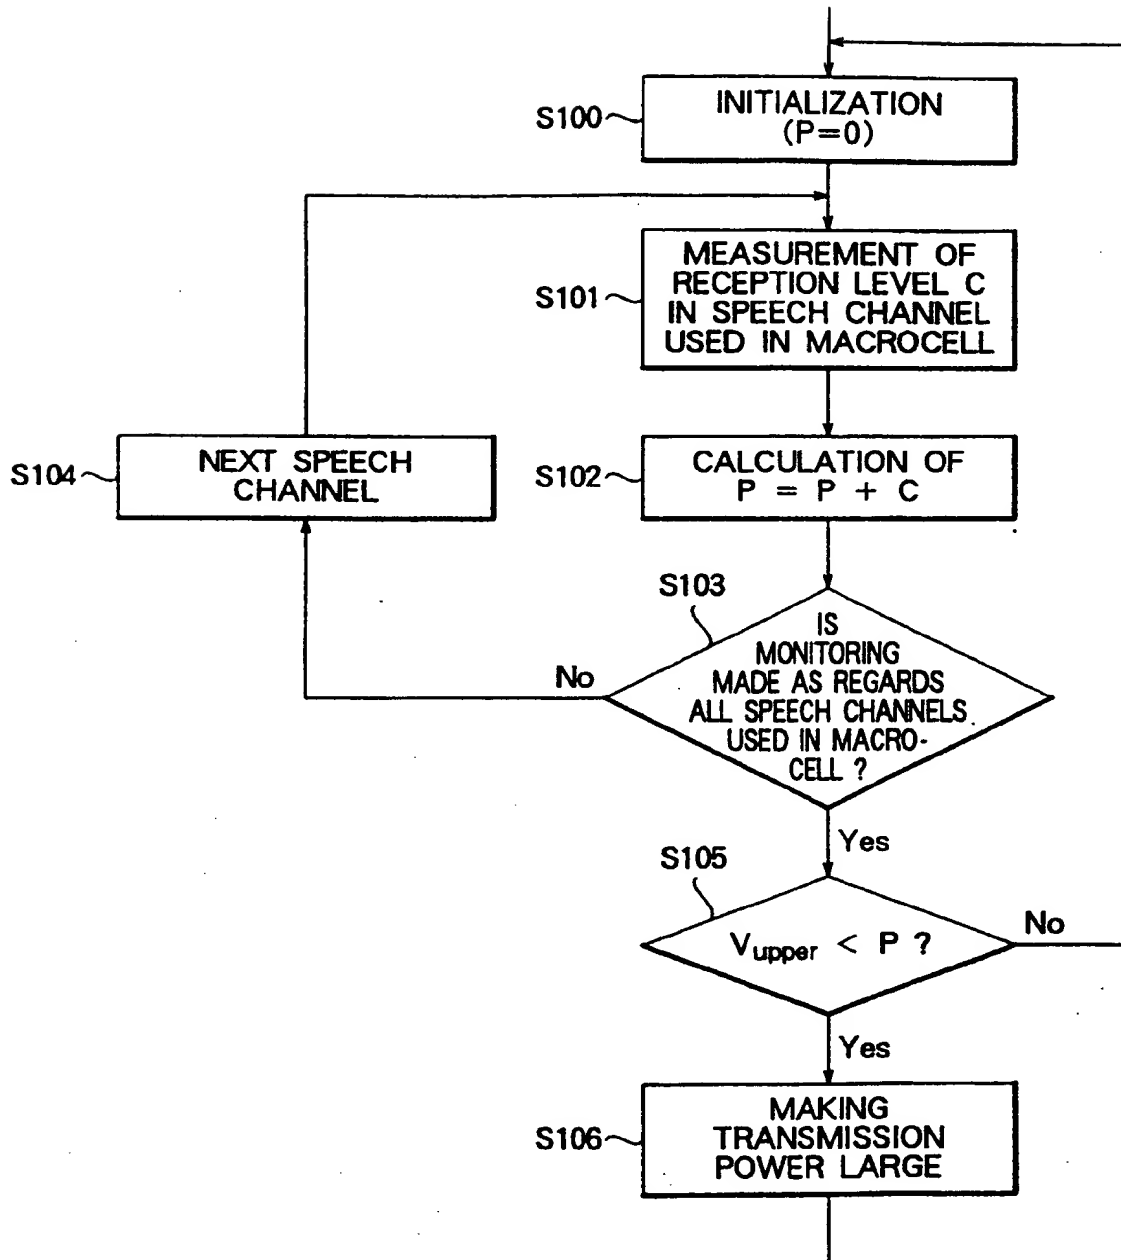 S100
INITIALIZATION
(P=0)
S101
MEASUREMENT OF
RECEPTION LEVEL C
IN SPEECH CHANNEL
USED IN MACROCELL
S104
NEXT SPEECH
CHANNEL
S102
CALCULATION OF
P = P + C
S103
IS
MONITORING
MADE AS REGARDS
ALL SPEECH CHANNELS
USED IN MACRO-
CELL ?
No
Yes
S105
Vupper < P ?
No
Yes
S106
MAKING
TRANSMISSION
POWER LARGE